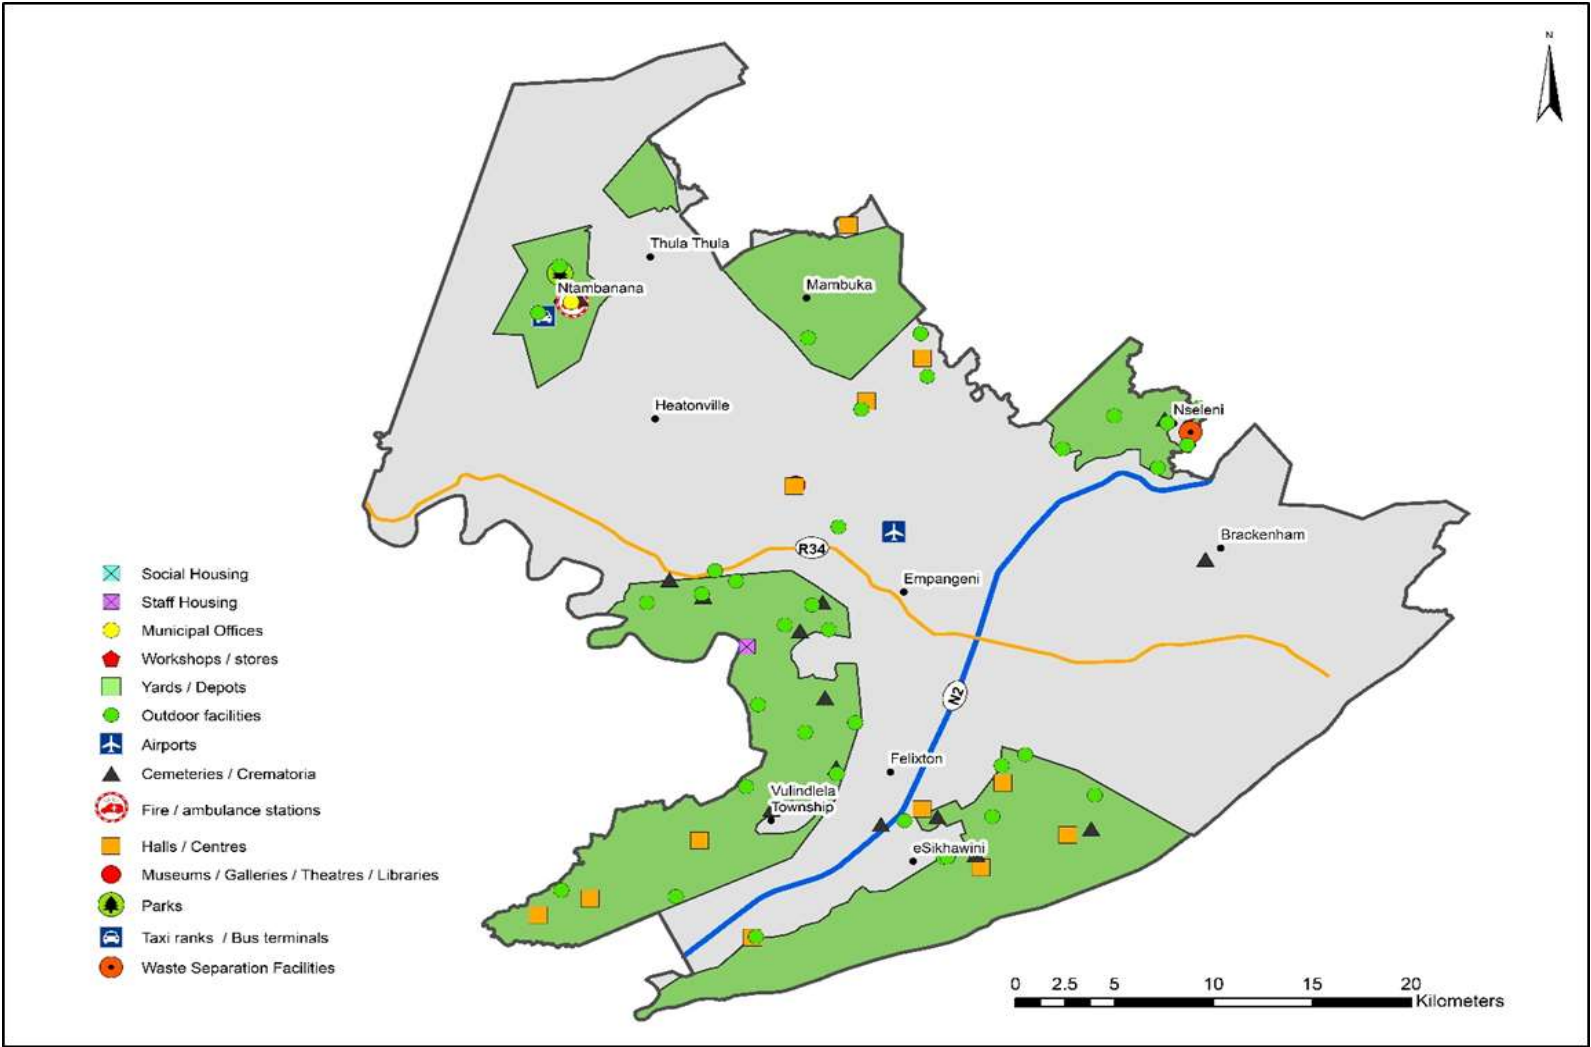 N
Thula Thula
Mambuka
Ntambanana
Heatonville
Nseleni
Brackenham
R34
Empangeni
N2
Felixton
Vulindlela
Township
eSikhawini
Social Housing
Staff Housing
Municipal Offices
Workshops / stores
Yards / Depots
Outdoor facilities
Airports
Cemeteries / Crematoria
Fire / ambulance stations
Halls / Centres
Museums / Galleries / Theatres / Libraries
Parks
Taxi ranks / Bus terminals
Waste Separation Facilities
0 2.5 5 10 15 20
Kilometers